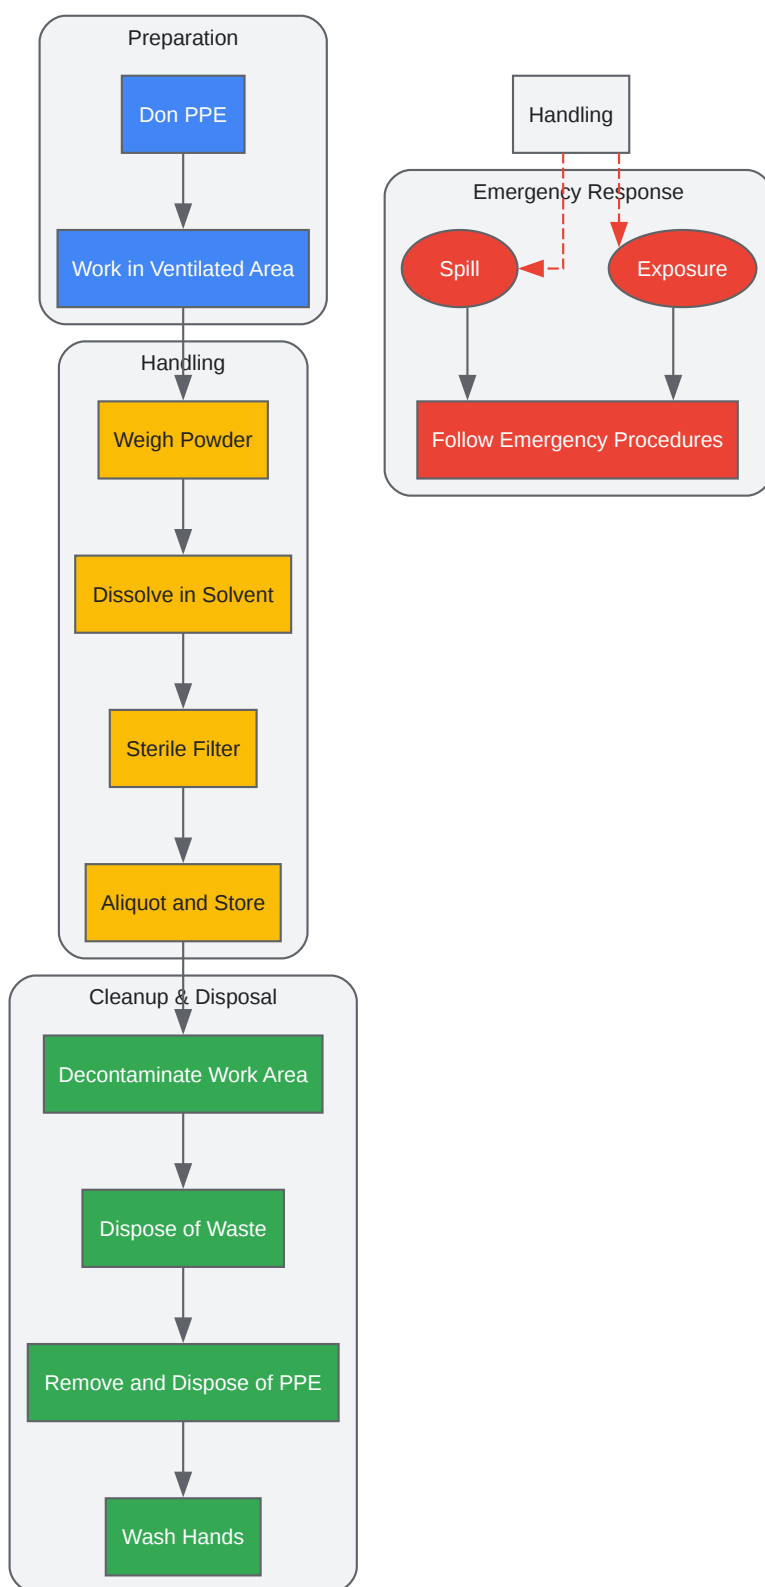 Preparation
Don PPE
Work in Ventilated Area
Handling
Weigh Powder
Dissolve in Solvent
Sterile Filter
Aliquot and Store
Cleanup & Disposal
Decontaminate Work Area
Dispose of Waste
Remove and Dispose of PPE
Wash Hands
Handling
Emergency Response
Spill
Exposure
Follow Emergency Procedures